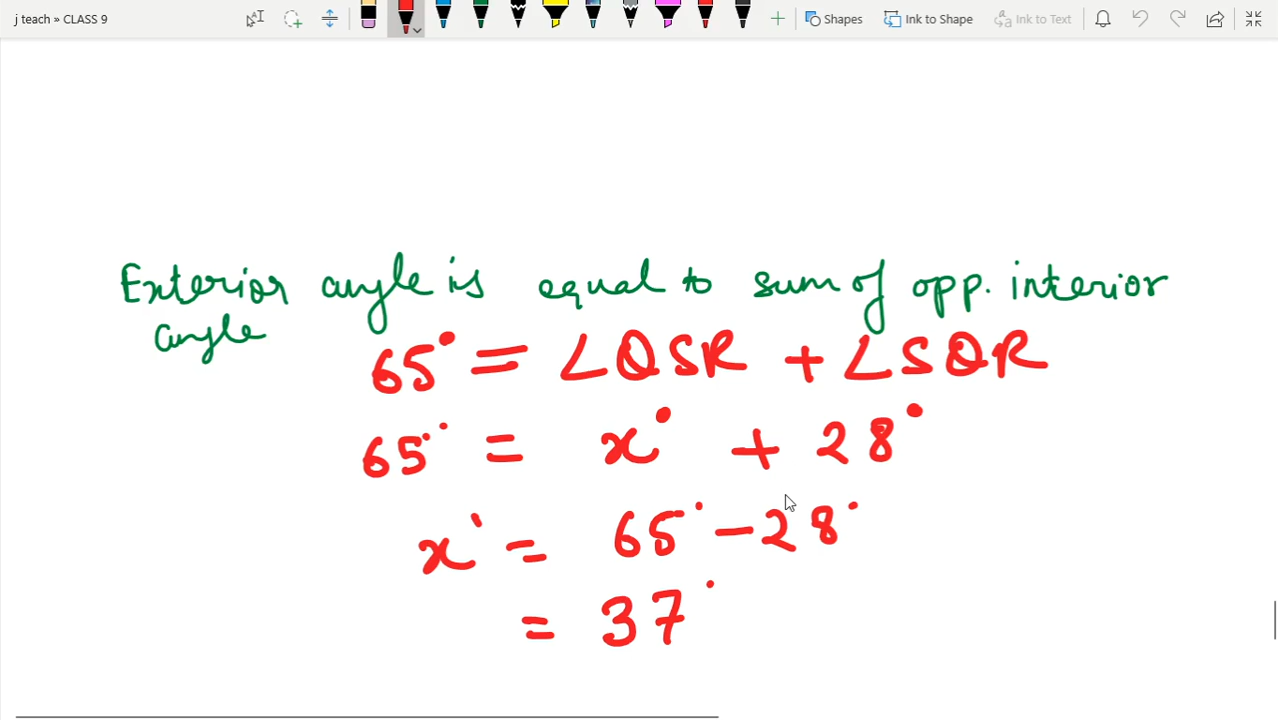 j teach » CLASS 9
Shapes Ink to Shape Ink to Text
Exterior angle is equal to sum of opp. interior
angle
65° = ∠QSR + ∠SQR
65° = x° + 28°
x° = 65° - 28°
= 37°